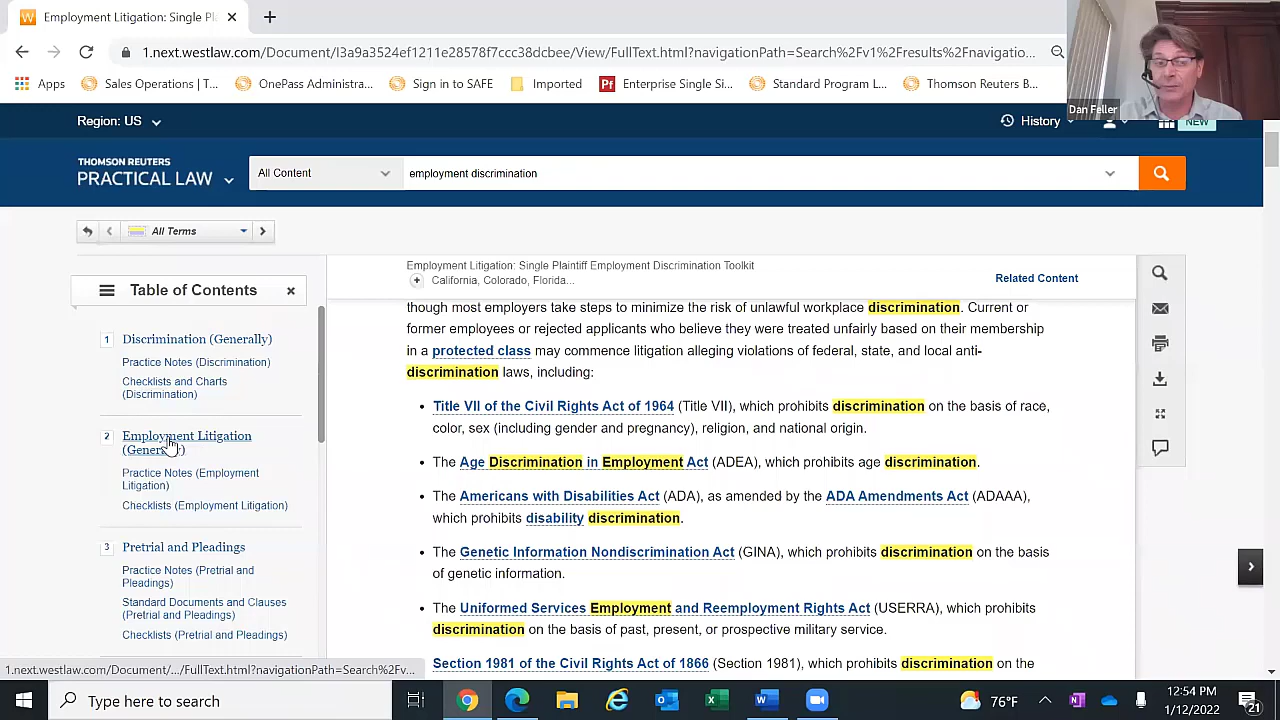 Employment Litigation: Single Pla
1.next.westlaw.com/Document/I3a9a3524ef1211e28578f7ccc38dcbee/View/FullText.html?navigationPath=Search%2Fv1%2Fresults%2Fnavigatio...
Apps
Sales Operations | T...
OnePass Administra...
Sign in to SABE
Imported
Enterprise Single Si...
Standard Program L...
Thomson Reuters B...
Dan Feller
Region: US
History
NEW
THOMSON REUTERS
PRACTICAL LAW
All Content
employment discrimination
All Terms
Employment Litigation: Single Plaintiff Employment Discrimination Toolkit
California, Colorado, Florida...
Related Content
Table of Contents
1 Discrimination (Generally)
Practice Notes (Discrimination)
Checklists and Charts
(Discrimination)
2 Employment Litigation
(Generally)
Practice Notes (Employment
Litigation)
Checklists (Employment Litigation)
3 Pretrial and Pleadings
Practice Notes (Pretrial and
Pleadings)
Standard Documents and Clauses
(Pretrial and Pleadings)
Checklists (Pretrial and Pleadings)
though most employers take steps to minimize the risk of unlawful workplace discrimination. Current or
former employees or rejected applicants who believe they were treated unfairly based on their membership
in a protected class may commence litigation alleging violations of federal, state, and local anti-
discrimination laws, including:
• Title VII of the Civil Rights Act of 1964 (Title VII), which prohibits discrimination on the basis of race,
color, sex (including gender and pregnancy), religion, and national origin.
• The Age Discrimination in Employment Act (ADEA), which prohibits age discrimination.
• The Americans with Disabilities Act (ADA), as amended by the ADA Amendments Act (ADAAA),
which prohibits disability discrimination.
• The Genetic Information Nondiscrimination Act (GINA), which prohibits discrimination on the basis
of genetic information.
• The Uniformed Services Employment and Reemployment Rights Act (USERRA), which prohibits
discrimination on the basis of past, present, or prospective military service.
• Section 1981 of the Civil Rights Act of 1866 (Section 1981), which prohibits discrimination on the
1.next.westlaw.com/Document/.../FullText.html?navigationPath=Search%2Fv...
Type here to search
76°F
12:54 PM
1/12/2022
21